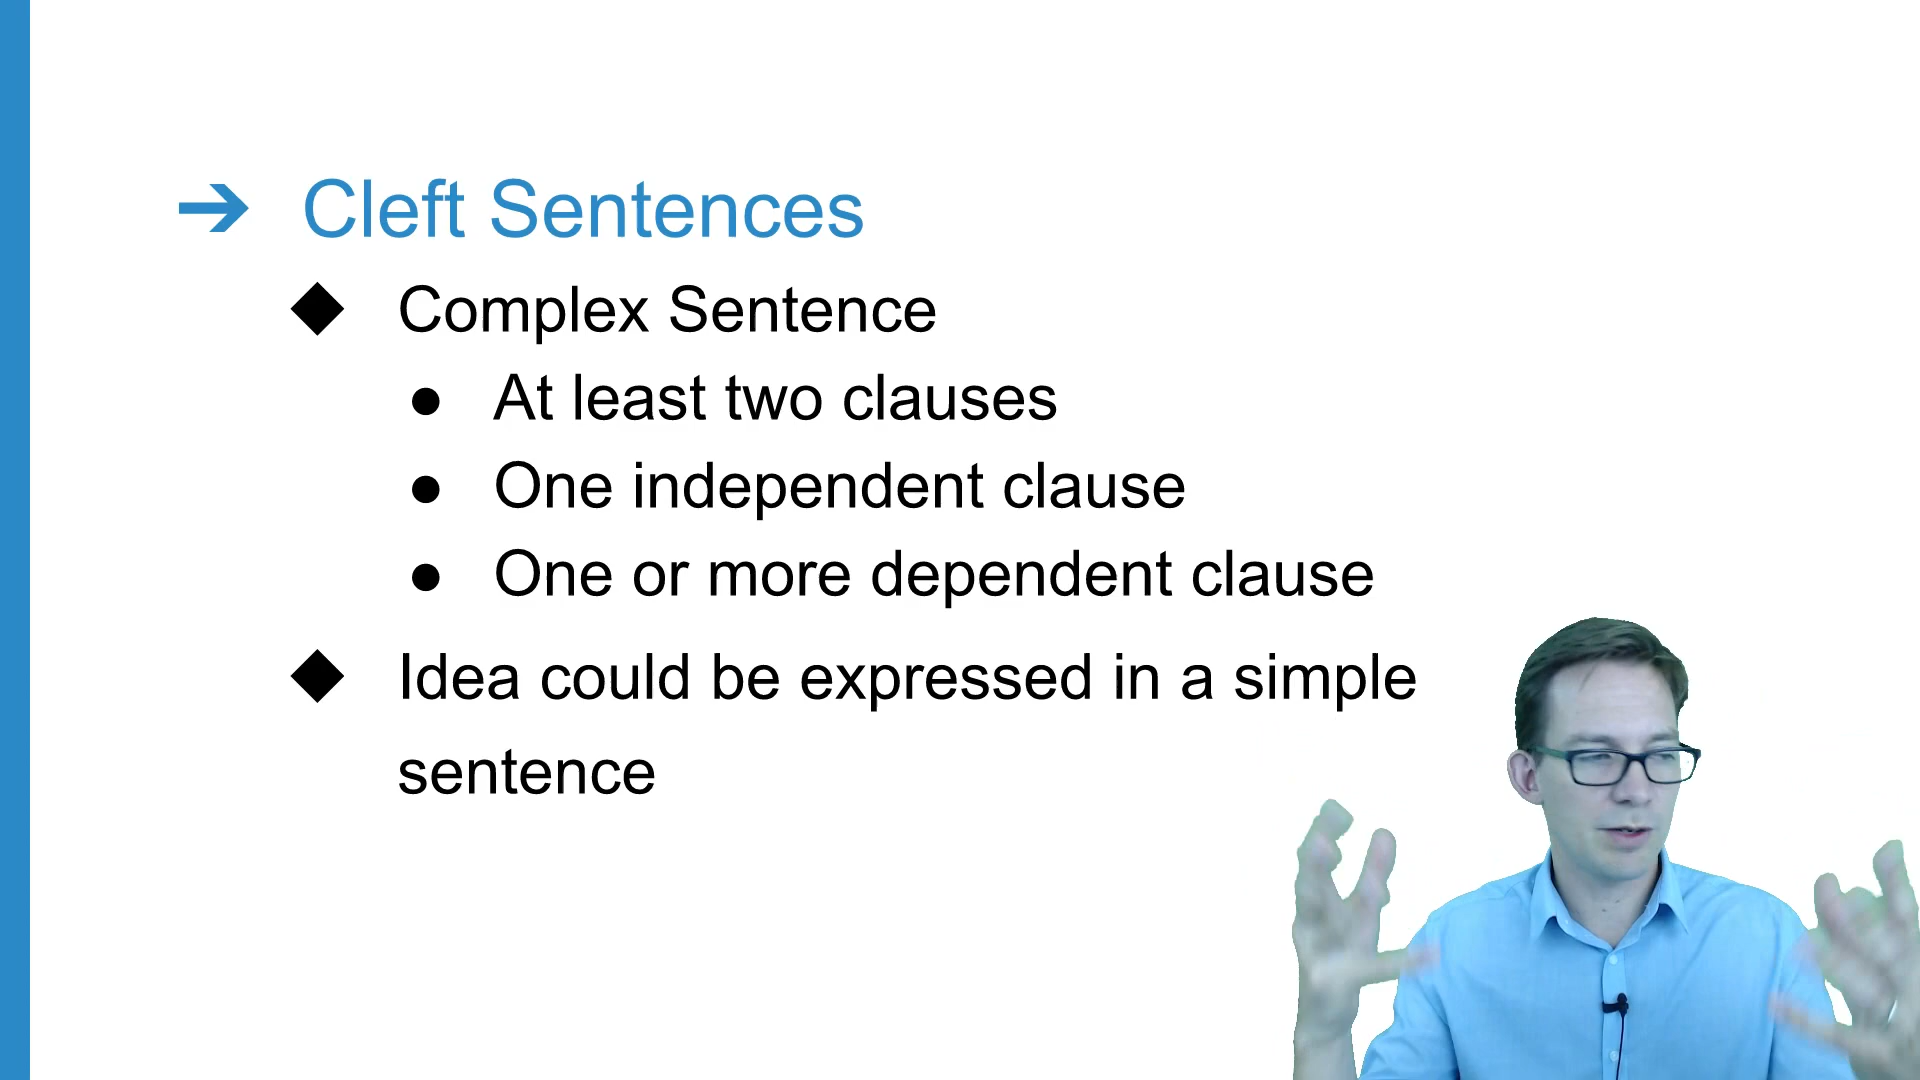 Cleft Sentences
Complex Sentence
At least two clauses
One independent clause
One or more dependent clause
Idea could be expressed in a simple
sentence